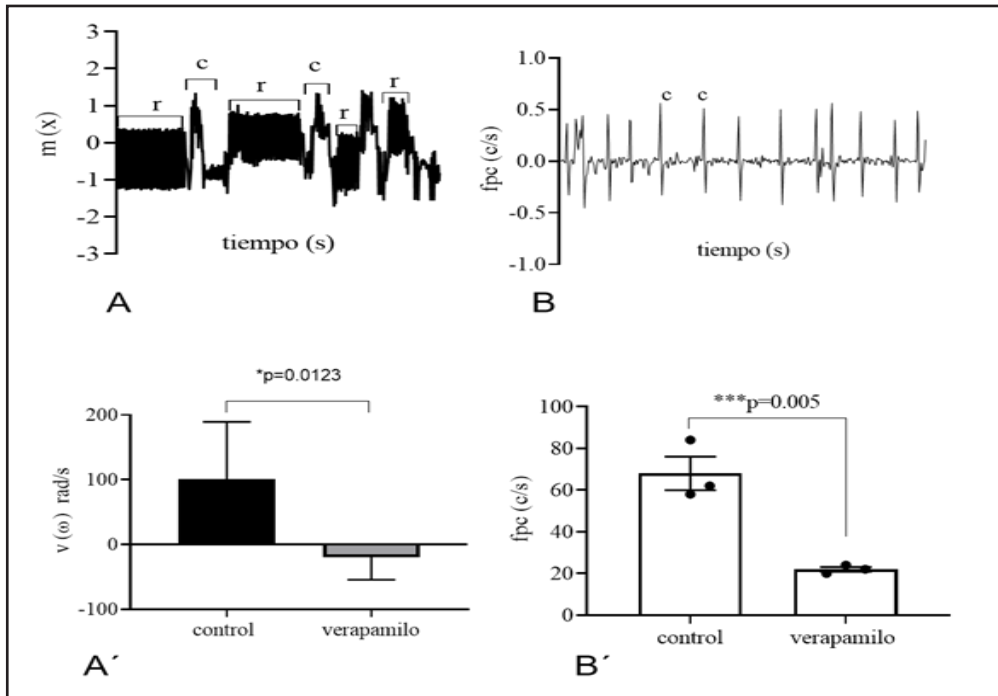 3
2
1
0
-1
-2
-3
m (x)
r
c
r
c
r
r
tiempo (s)
A
1.0
0.5
0.0
-0.5
-1.0
fpc (c/s)
c
c
tiempo (s)
B
*p=0.0123
200
100
0
-100
v (ω) rad/s
control
verapamilo
A´
***p=0.005
100
80
60
40
20
0
fpc (c/s)
control
verapamilo
B´